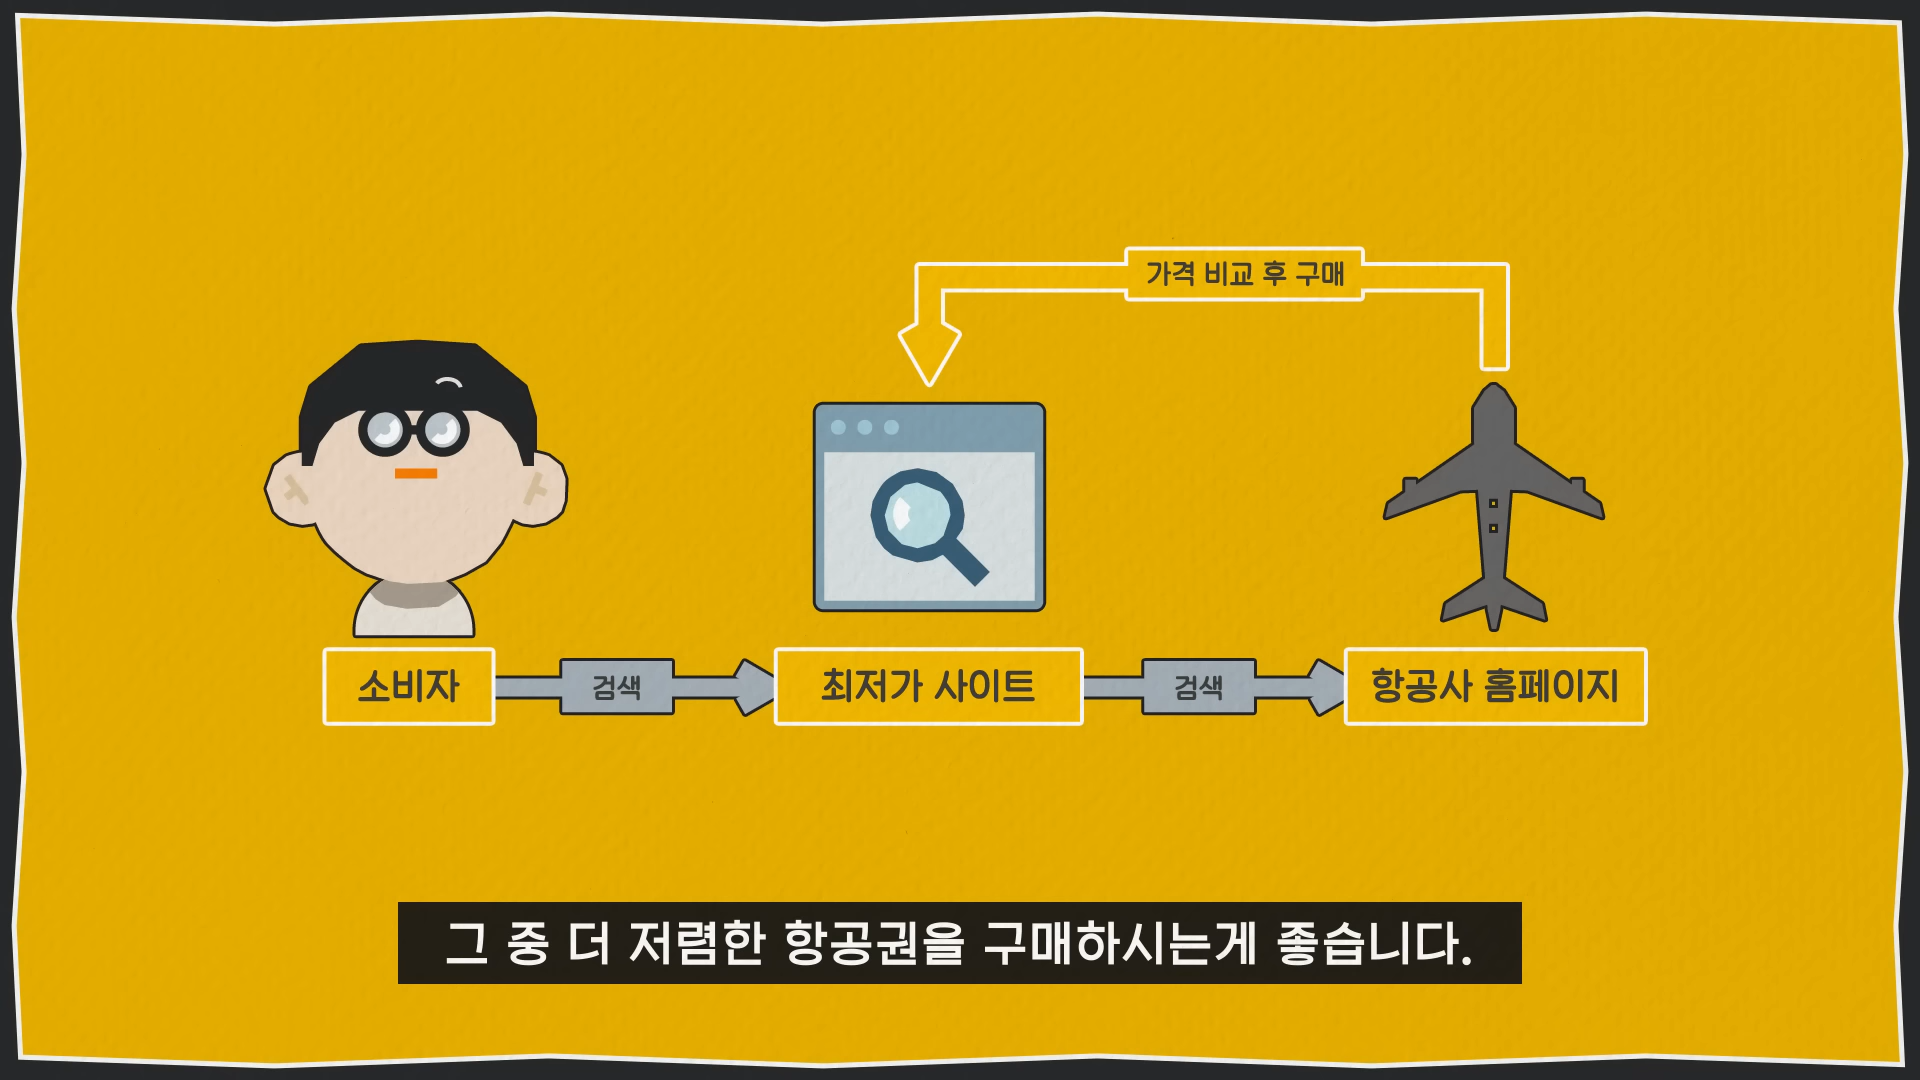 가격 비교 후 구매
소비자
검색
최저가 사이트
검색
항공사 홈페이지
그 중 더 저렴한 항공권을 구매하시는게 좋습니다.